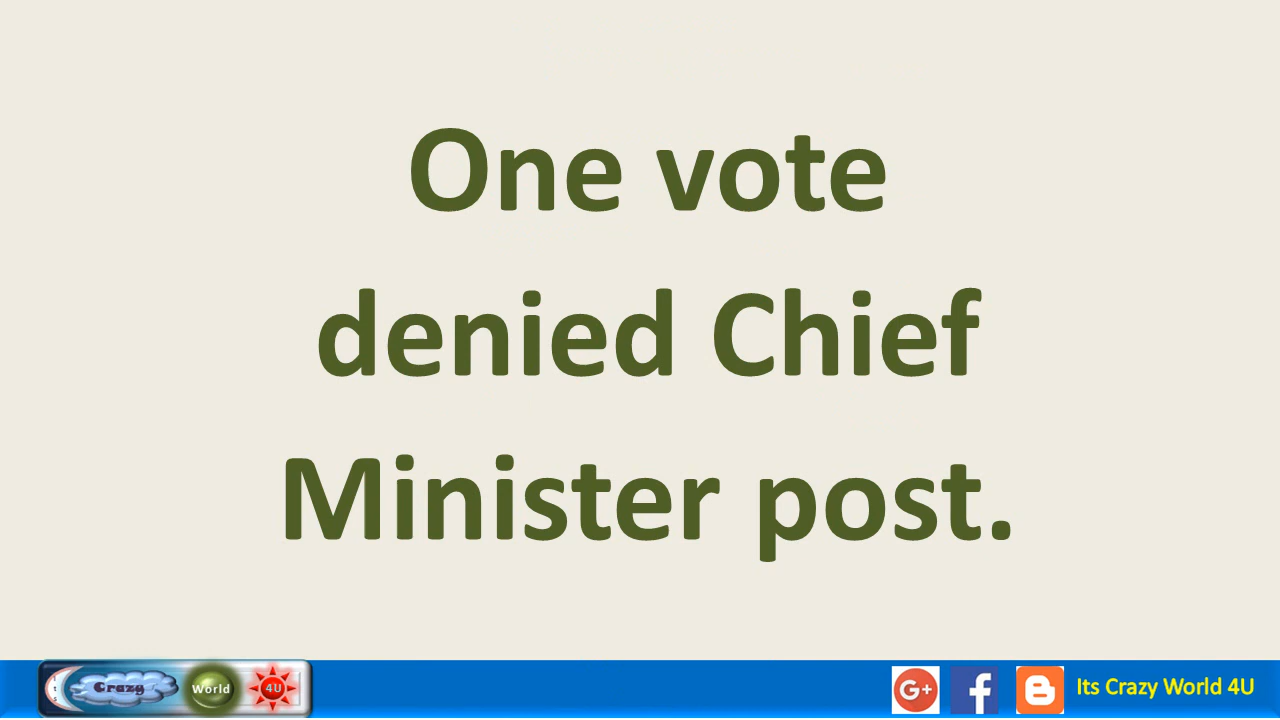 One vote
denied Chief
Minister post.
Crazy World 4U
G+ f B Its Crazy World 4U